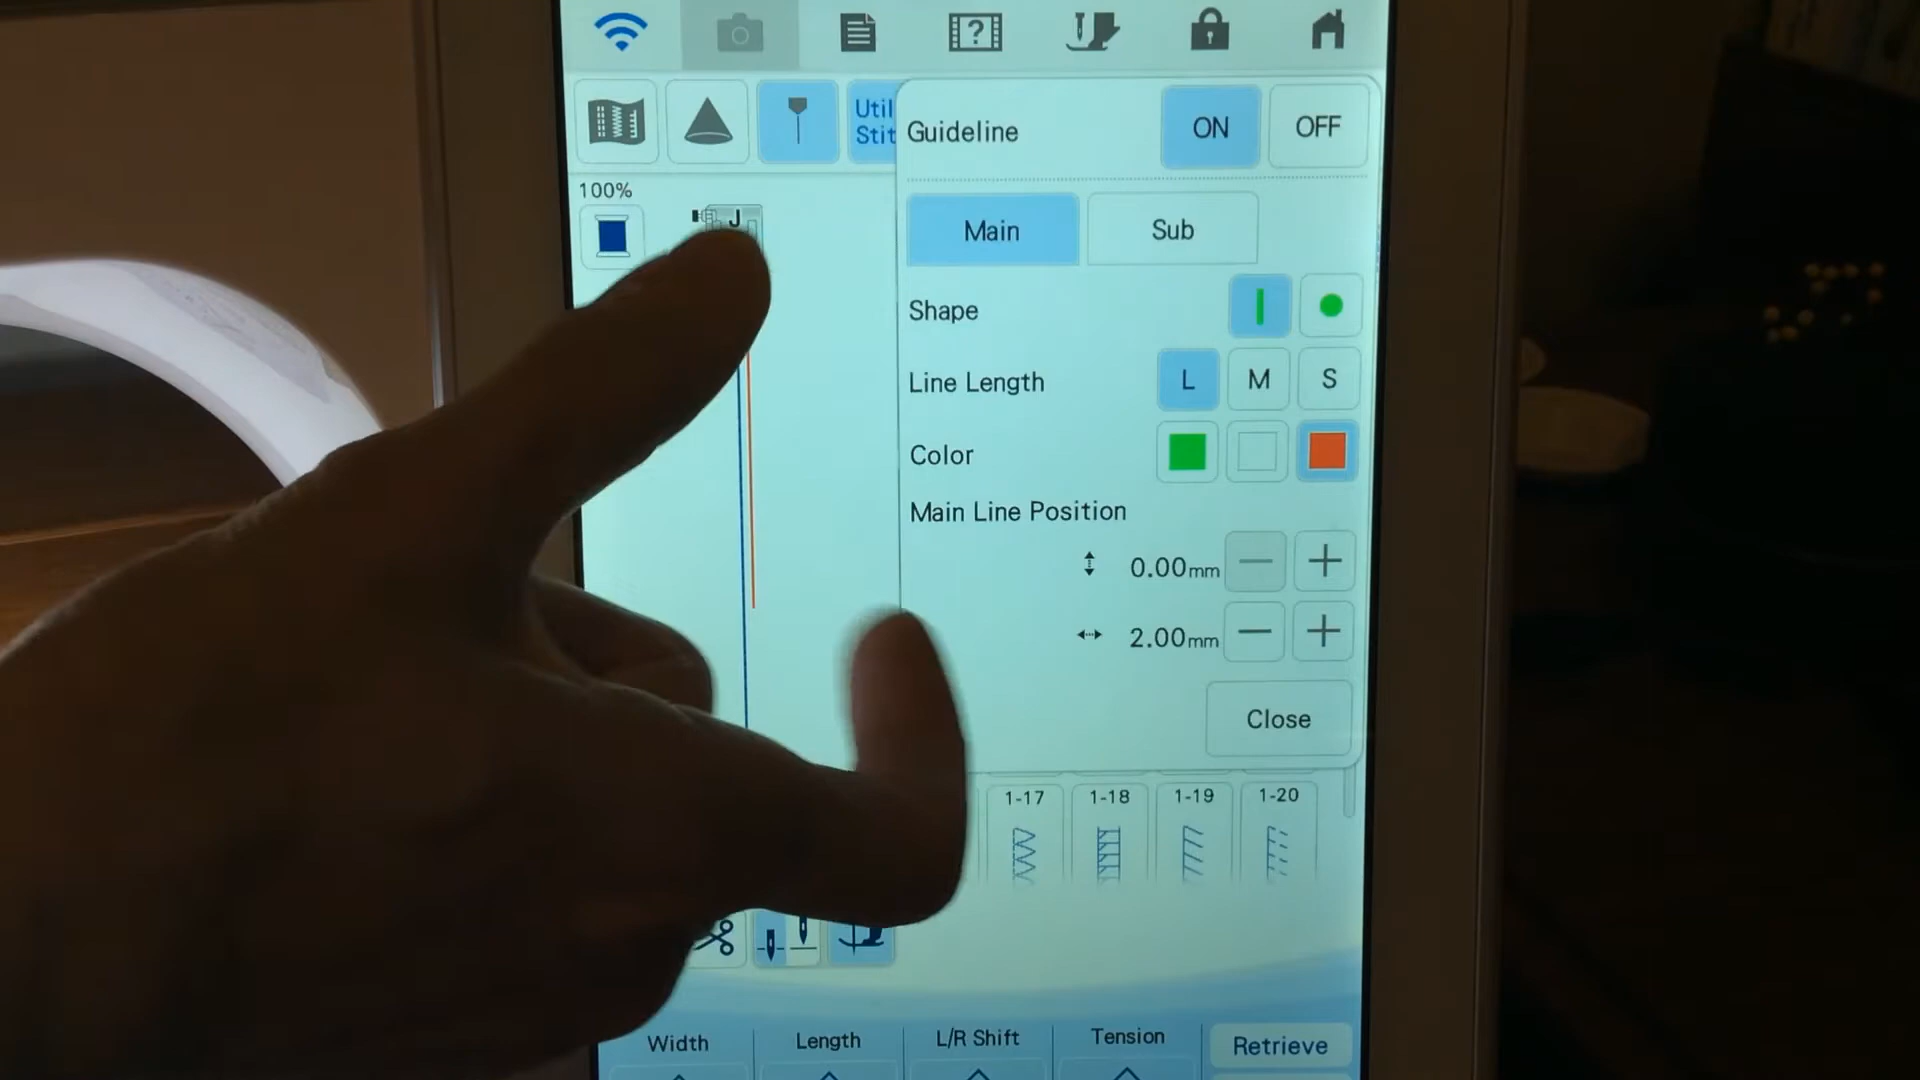 ?
Util
Stit
Guideline
ON
OFF
100%
J
Main
Sub
Shape
Line Length
L
M
S
Color
Main Line Position
0.00mm
2.00mm
Close
1-17
1-18
1-19
1-20
Width
Length
L/R Shift
Tension
Retrieve